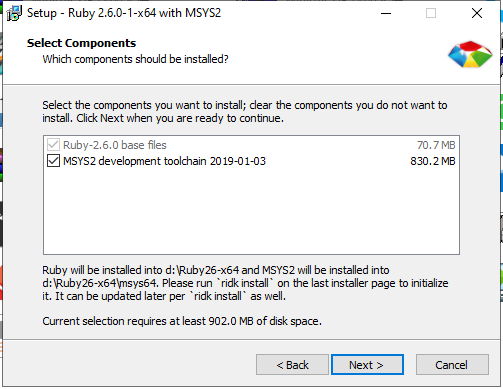 Setup - Ruby 2.6.0-1-x64 with MSYS2
Select Components
Which components should be installed?
Select the components you want to install; clear the components you do not want to
install. Click Next when you are ready to continue.
Ruby-2.6.0 base files 70.7 MB
MSYS2 development toolchain 2019-01-03 830.2 MB
Ruby will be installed into d:\Ruby26-x64 and MSYS2 will be installed into
d:\Ruby26-x64\msys64. Please run `ridk install` on the last installer page to initialize
it. It can be updated later per `ridk install` as well.
Current selection requires at least 902.0 MB of disk space.
< Back Next > Cancel